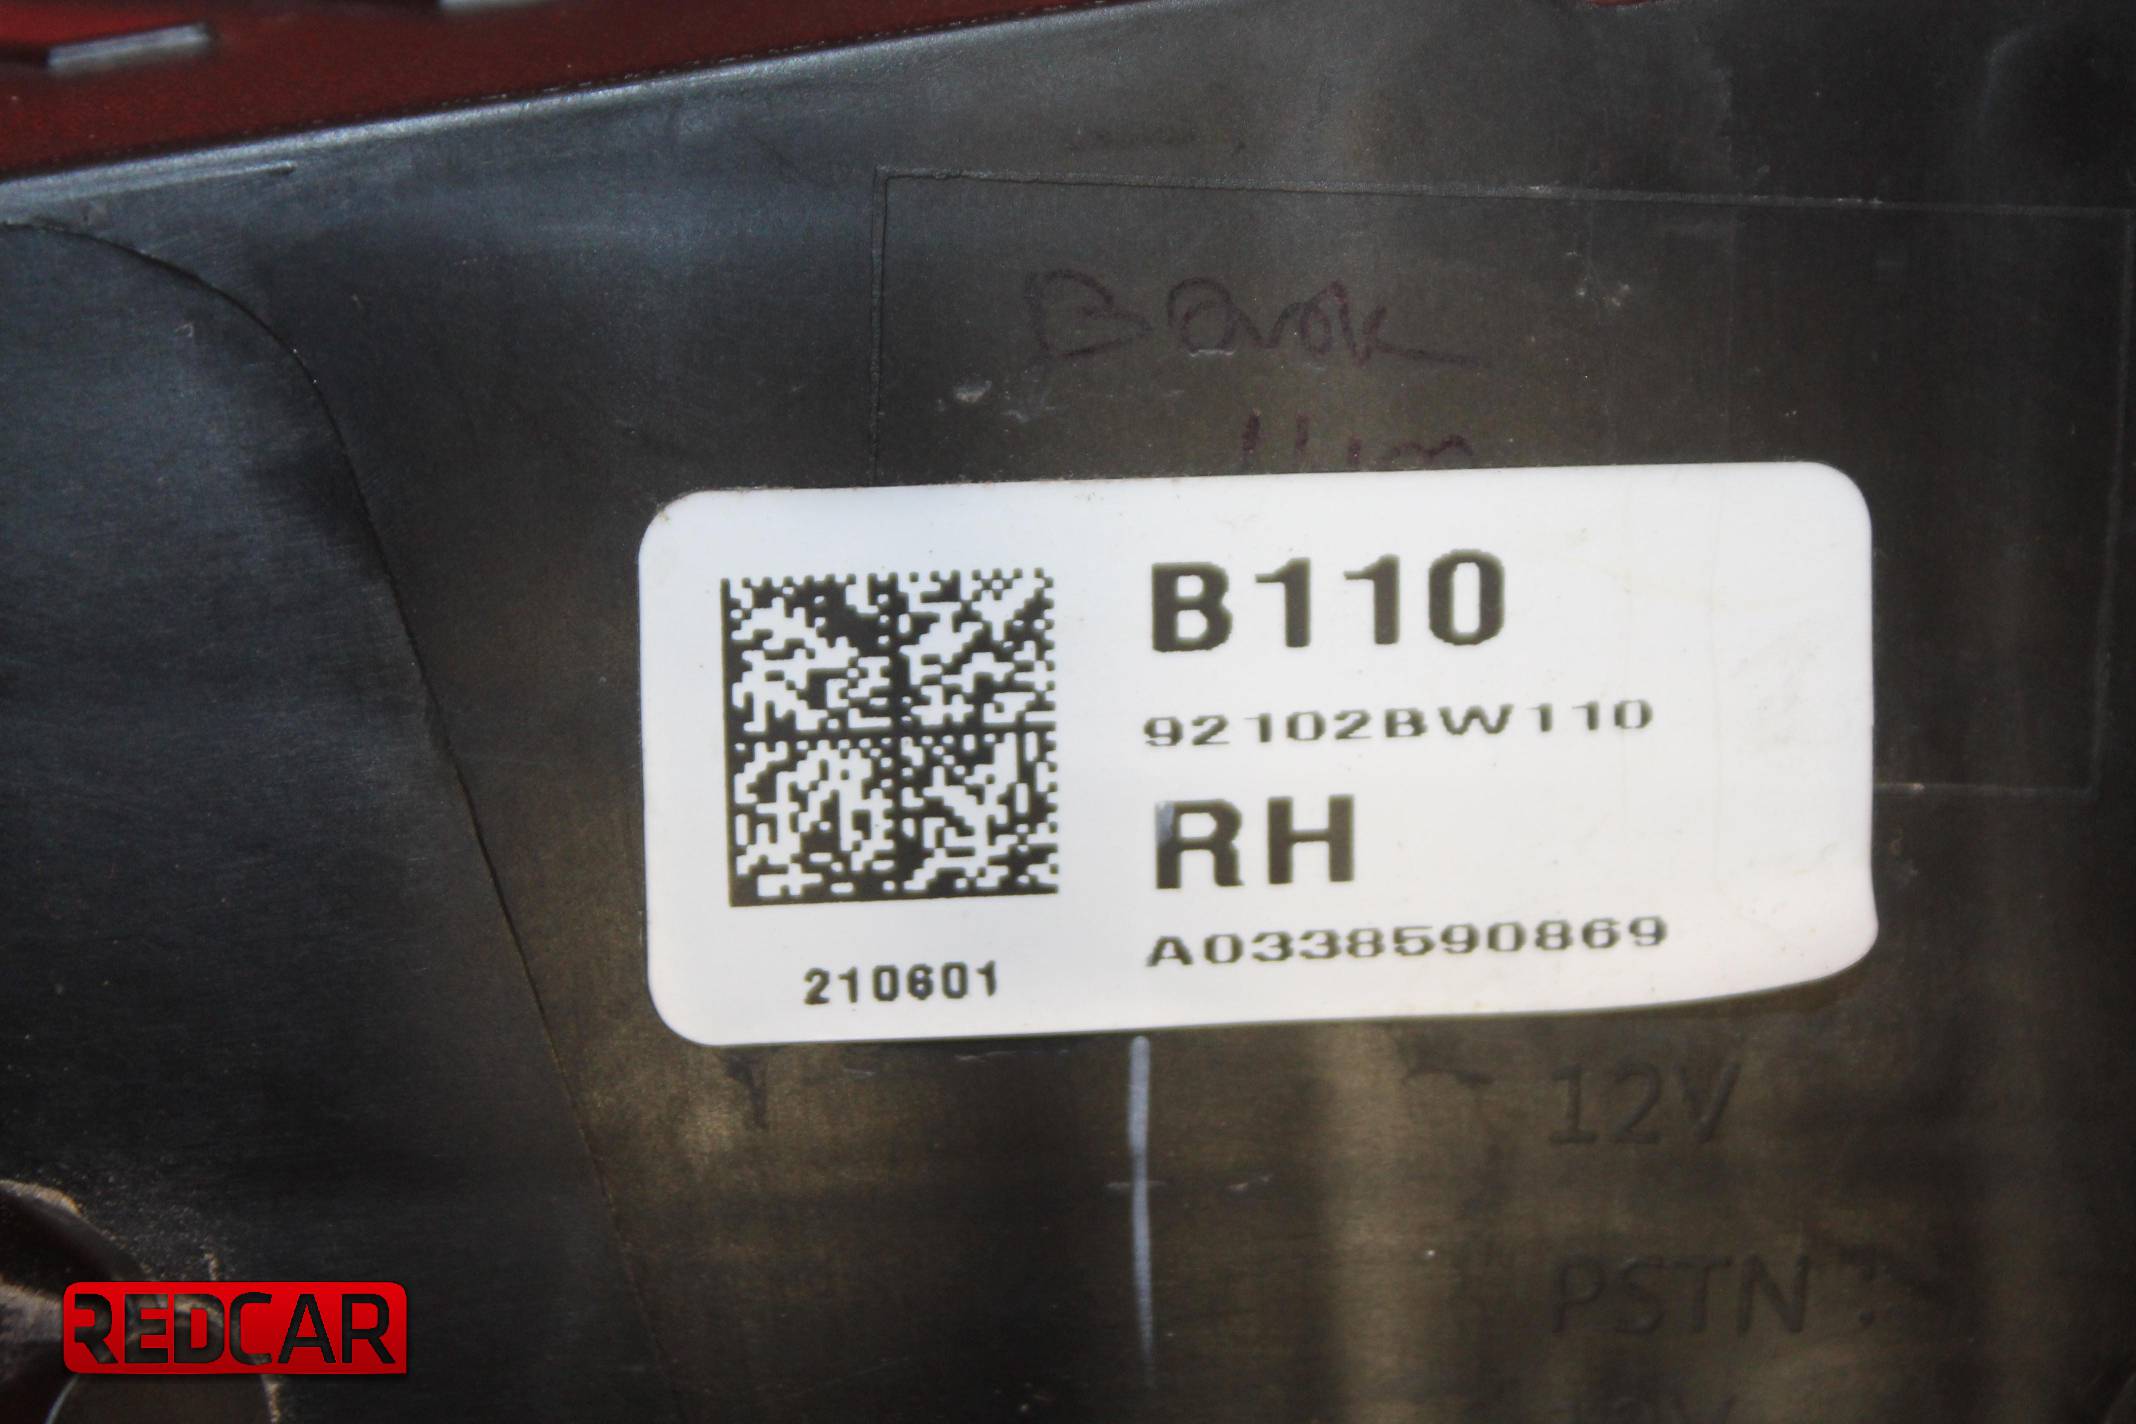 B110
92102BW110
RH
A0338590869
210601
12V
PSTN
REDCAR